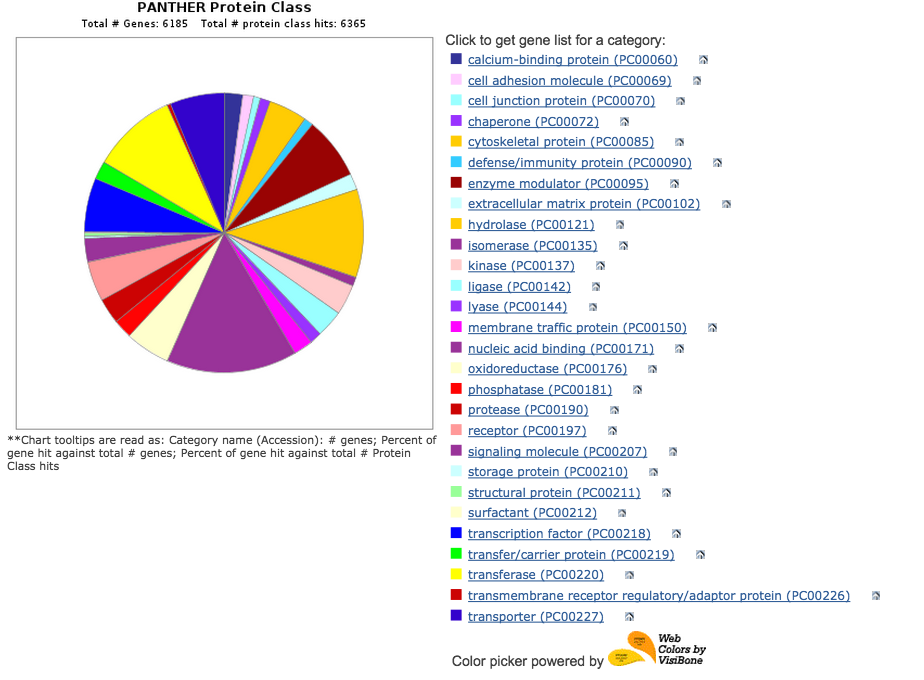 PANTHER Protein Class
Total # Genes: 6185 Total # protein class hits: 6365
Click to get gene list for a category:
calcium-binding protein (PC00060)
cell adhesion molecule (PC00069)
cell junction protein (PC00070)
chaperone (PC00072)
cytoskeletal protein (PC00085)
defense/immunity protein (PC00090)
enzyme modulator (PC00095)
extracellular matrix protein (PC00102)
hydrolase (PC00121)
isomerase (PC00135)
kinase (PC00137)
ligase (PC00142)
lyase (PC00144)
membrane traffic protein (PC00150)
nucleic acid binding (PC00171)
oxidoreductase (PC00176)
phosphatase (PC00181)
protease (PC00190)
receptor (PC00197)
signaling molecule (PC00207)
storage protein (PC00210)
structural protein (PC00211)
surfactant (PC00212)
transcription factor (PC00218)
transfer/carrier protein (PC00219)
transferase (PC00220)
transmembrane receptor regulatory/adaptor protein (PC00226)
transporter (PC00227)
**Chart tooltips are read as: Category name (Accession): # genes; Percent of
gene hit against total # genes; Percent of gene hit against total # Protein
Class hits
Color picker powered by
Web
Colors by
VisiBone